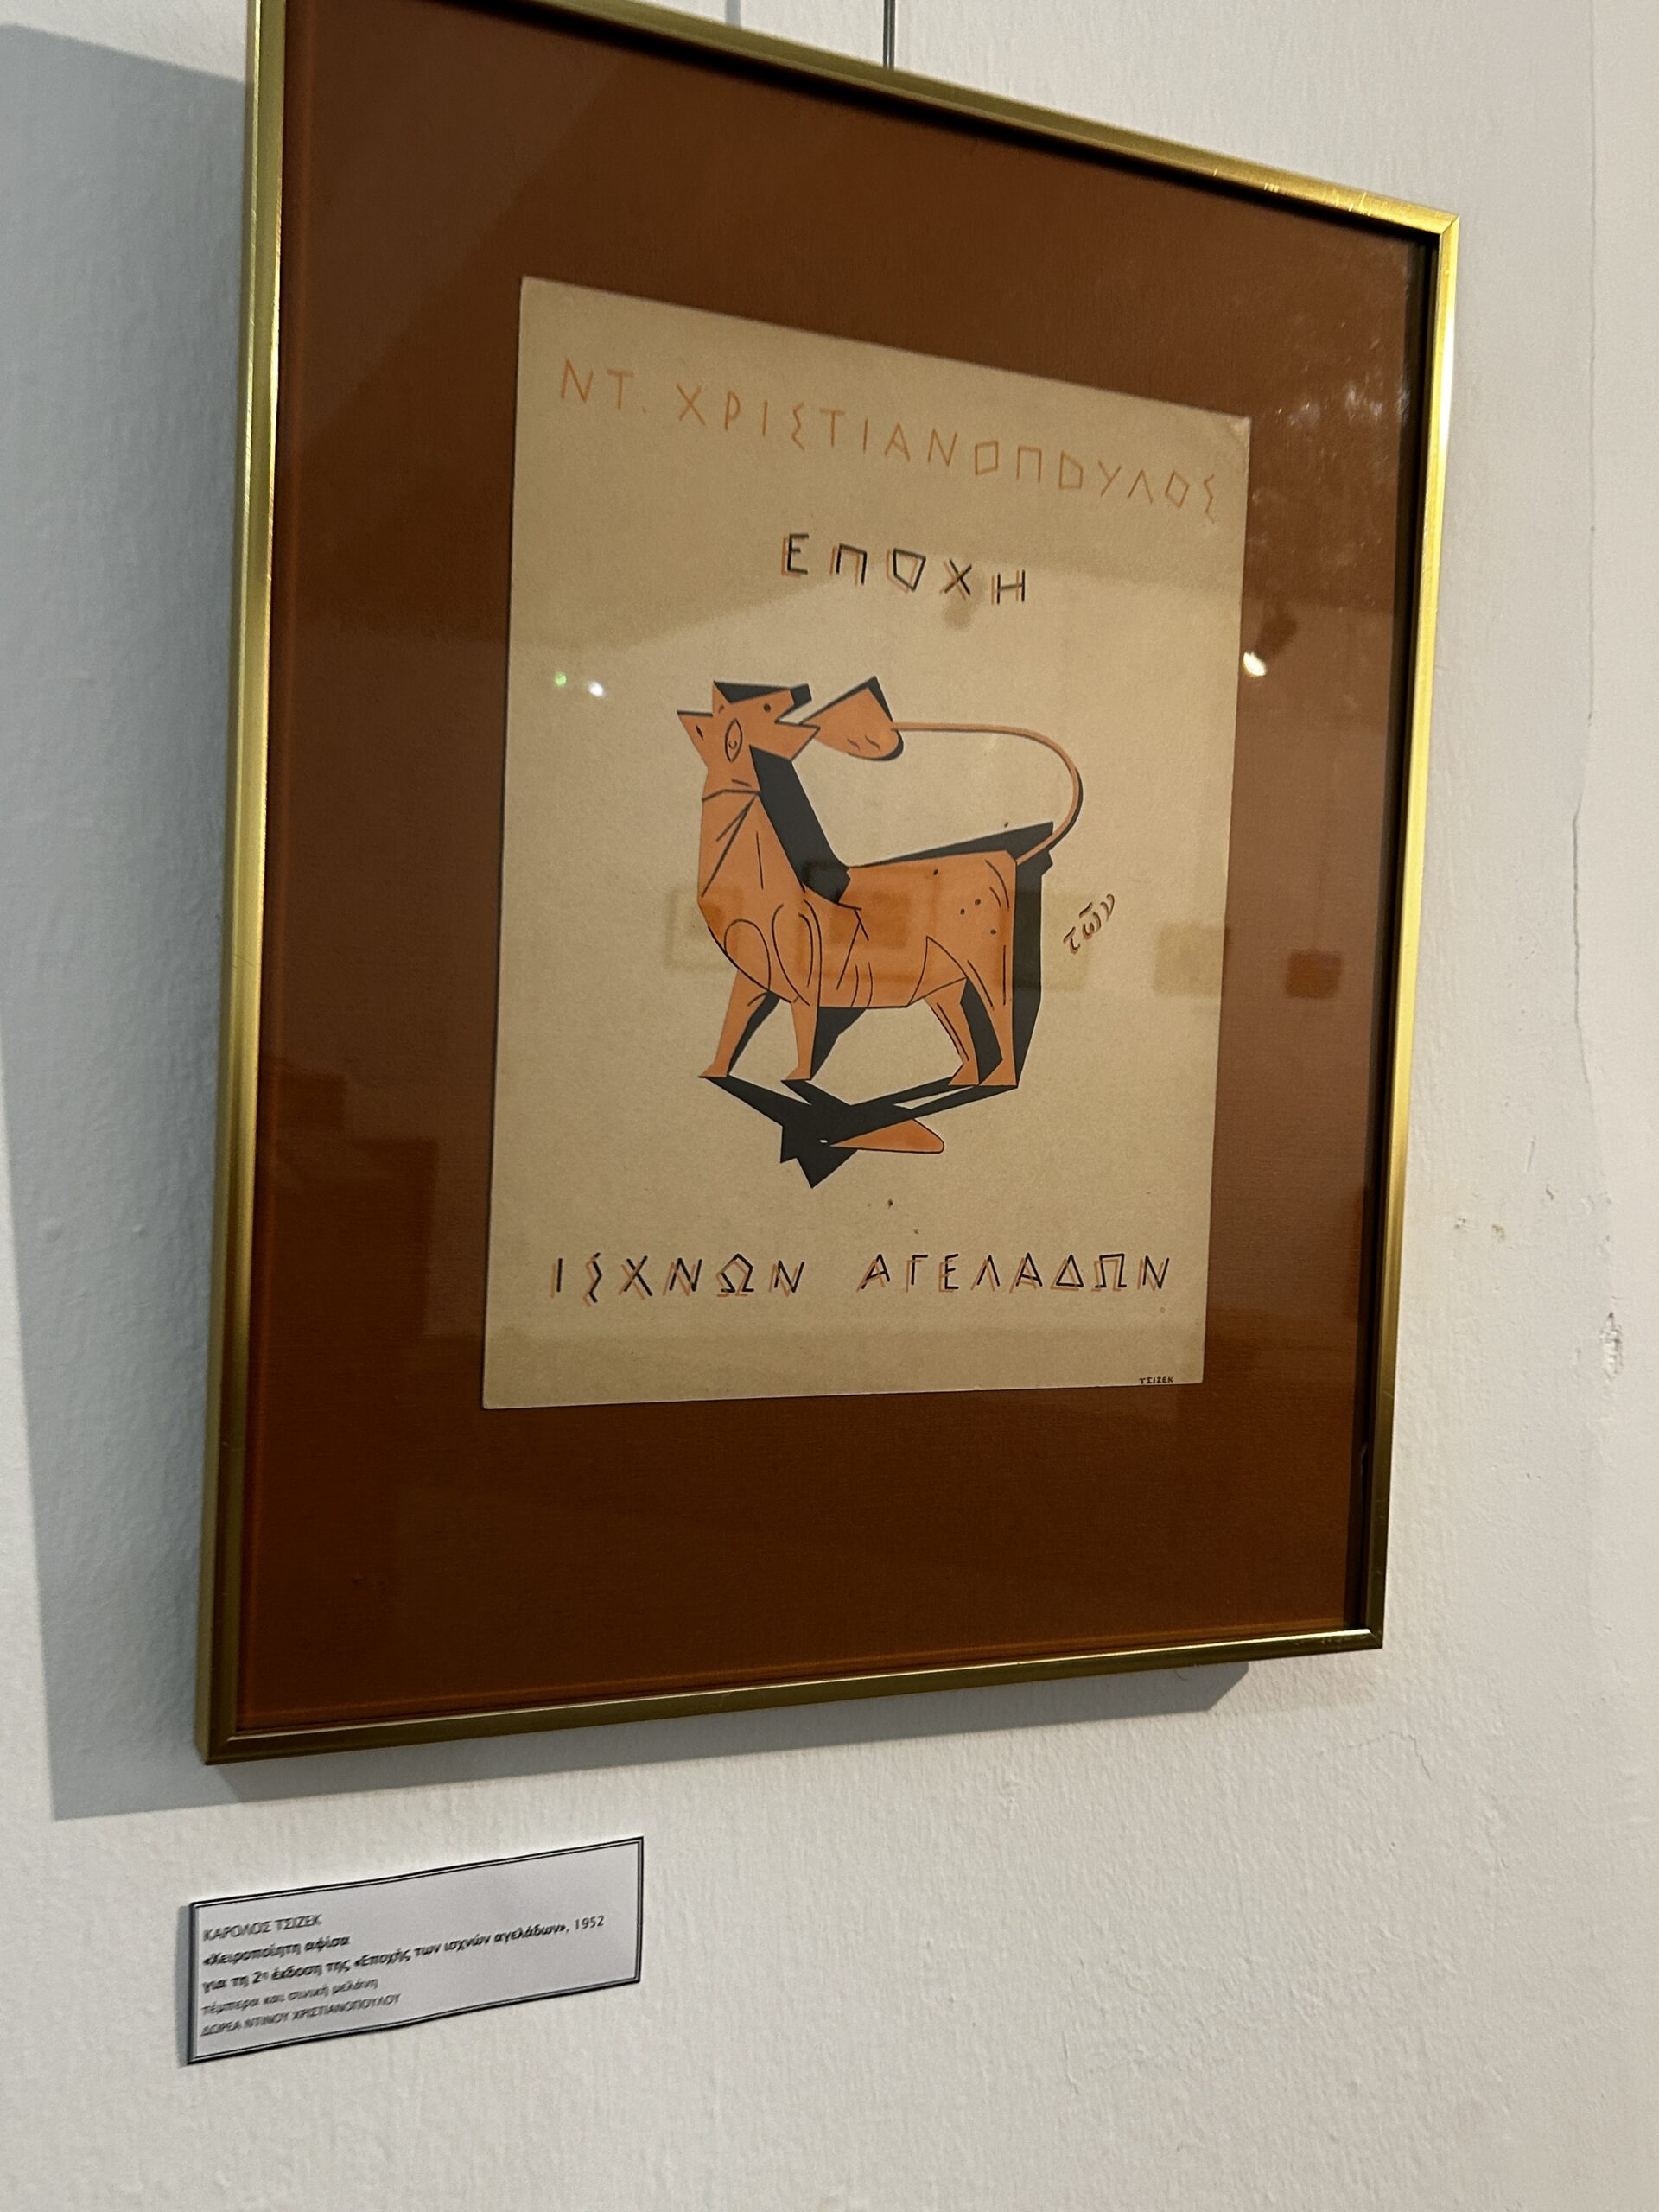 ΝΤ. ΧΡΙΣΤΙΑΝΟΠΟΥΛΟΣ
ΕΠΟΧΗ
τῶν
ΙΣΧΝΩΝ ΑΓΕΛΑΔΩΝ
ΤΣΙΖΕΚ
ΚΑΡΟΛΟΣ ΤΣΙΖΕΚ
«Χειροποίητη αφίσα
για τη 2η έκδοση της «Εποχής των ισχνών αγελάδων», 1952
τέμπερα και σινική μελάνη
ΔΩΡΕΑ ΝΤΙΝΟΥ ΧΡΙΣΤΙΑΝΟΠΟΥΛΟΥ